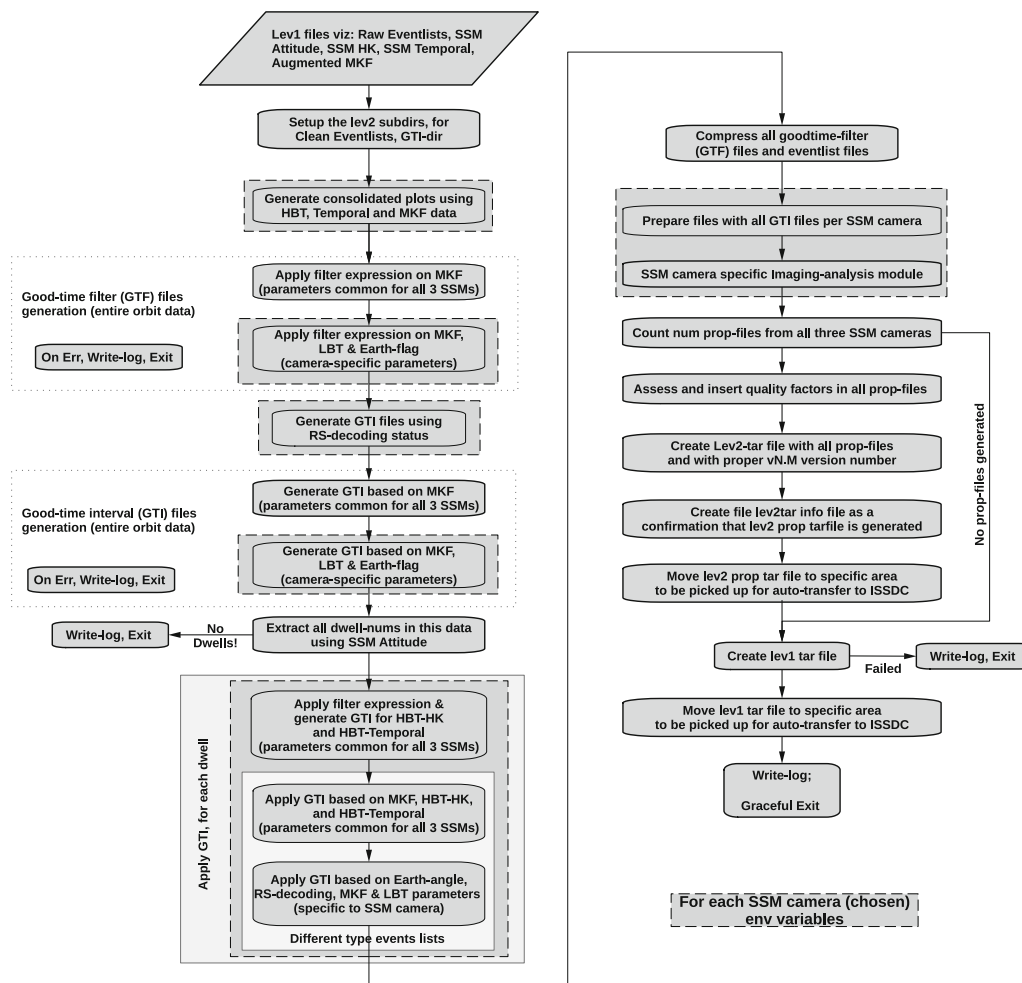 Lev1 files viz: Raw Eventlists, SSM
Attitude, SSM HK, SSM Temporal,
Augmented MKF
Setup the lev2 subdirs, for
Clean Eventlists, GTI-dir
Generate consolidated plots using
HBT, Temporal and MKF data
Good-time filter (GTF) files
generation (entire orbit data)
On Err, Write-log, Exit
Apply filter expression on MKF
(parameters common for all 3 SSMs)
Apply filter expression on MKF,
LBT & Earth-flag
(camera-specific parameters)
Generate GTI files using
RS-decoding status
Good-time interval (GTI) files
generation (entire orbit data)
On Err, Write-log, Exit
Generate GTI based on MKF
(parameters common for all 3 SSMs)
Generate GTI based on MKF,
LBT & Earth-flag
(camera-specific parameters)
Extract all dwell-nums in this data
using SSM Attitude
No
Dwells!
Write-log, Exit
Apply GTI, for each dwell
Apply filter expression &
generate GTI for HBT-HK
and HBT-Temporal
(parameters common for all 3 SSMs)
Apply GTI based on MKF, HBT-HK,
and HBT-Temporal
(parameters common for all 3 SSMs)
Apply GTI based on Earth-angle,
RS-decoding, MKF & LBT parameters
(specific to SSM camera)
Different type events lists
Compress all goodtime-filter
(GTF) files and eventlist files
Prepare files with all GTI files per SSM camera
SSM camera specific Imaging-analysis module
Count num prop-files from all three SSM cameras
Assess and insert quality factors in all prop-files
Create Lev2-tar file with all prop-files
and with proper vN.M version number
Create file lev2tar info file as a
confirmation that lev2 prop tarfile is generated
Move lev2 prop tar file to specific area
to be picked up for auto-transfer to ISSDC
No prop-files generated
Create lev1 tar file
Failed
Write-log, Exit
Move lev1 tar file to specific area
to be picked up for auto-transfer to ISSDC
Write-log;
Graceful Exit
For each SSM camera (chosen)
env variables